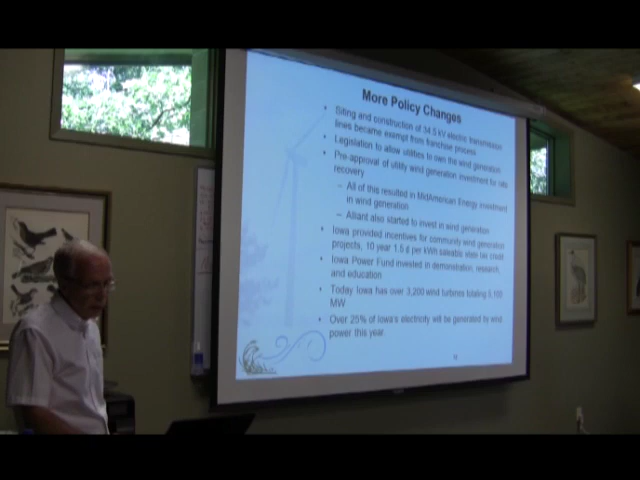 More Policy Changes
• Siting and construction of 34.5 kV electric transmission
lines became exempt from franchise process
• Legislation to allow utilities to own the wind generation
• Pre-approval of utility wind generation investment for rate
recovery
– All of this resulted in MidAmerican Energy investment
in wind generation
– Alliant also started to invest in wind generation
• Iowa provided incentives for community wind generation
projects, 10 year 1.5 ¢ per kWh saleable state tax credit
• Iowa Power Fund invested in demonstration, research,
and education
• Today Iowa has over 3,200 wind turbines totaling 5,100
MW
• Over 25% of Iowa's electricity will be generated by wind
power this year.